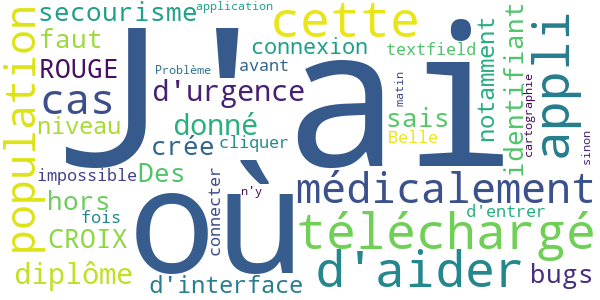 secourisme
application
cette
faut
connexion
textfield
population
J'ai
ROUGE
Problème
avant
cas
d'urgence
matin
notamment
identifiant
cartographie
appli
niveau
donné
sais
crée
cliquer
Belle
sinon
impossible
Des
où
n'y
médicalement
hors
fois
connecter
d'entrer
CROIX
téléchargé
diplôme
d'interface
d'aider
bugs